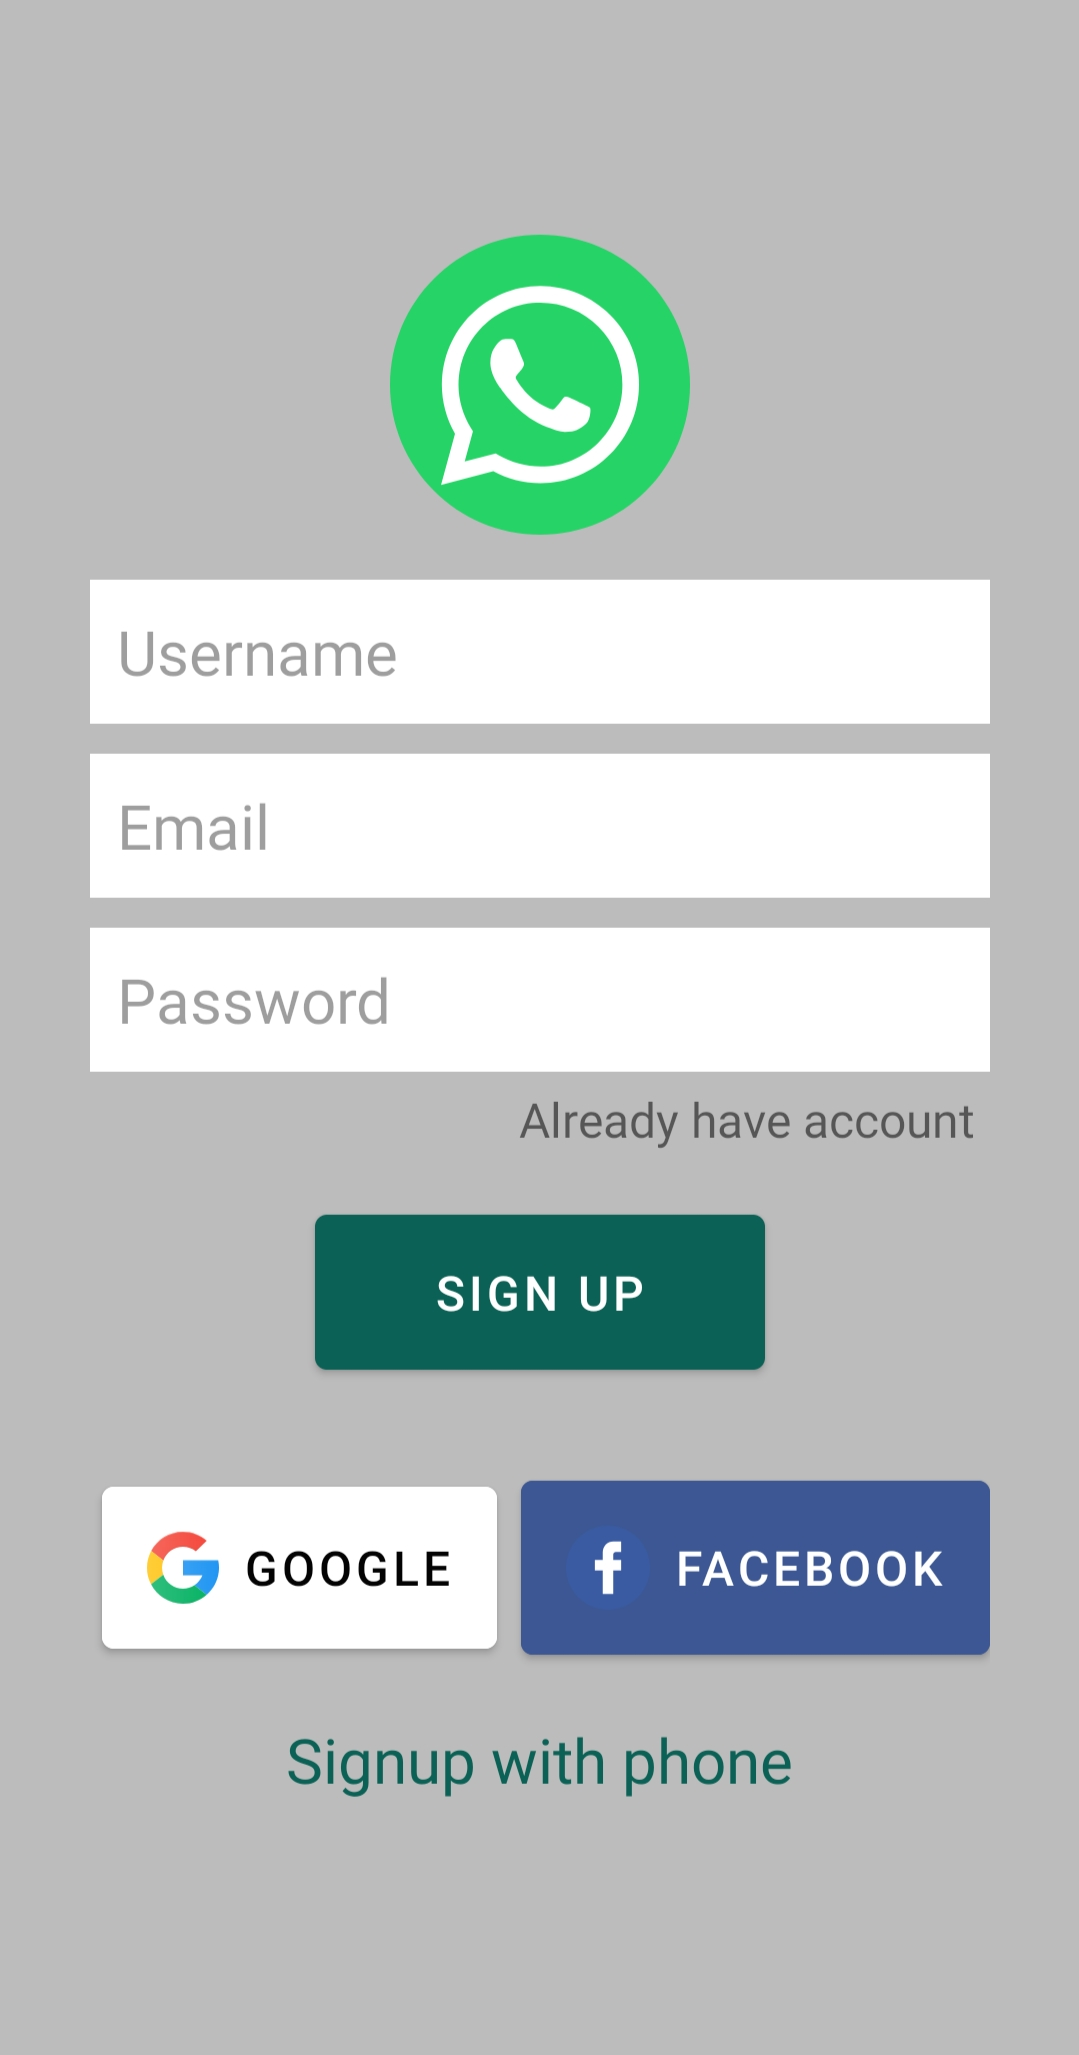 Username
Email
Password
Already have account
SIGN UP
GOOGLE
FACEBOOK
Signup with phone